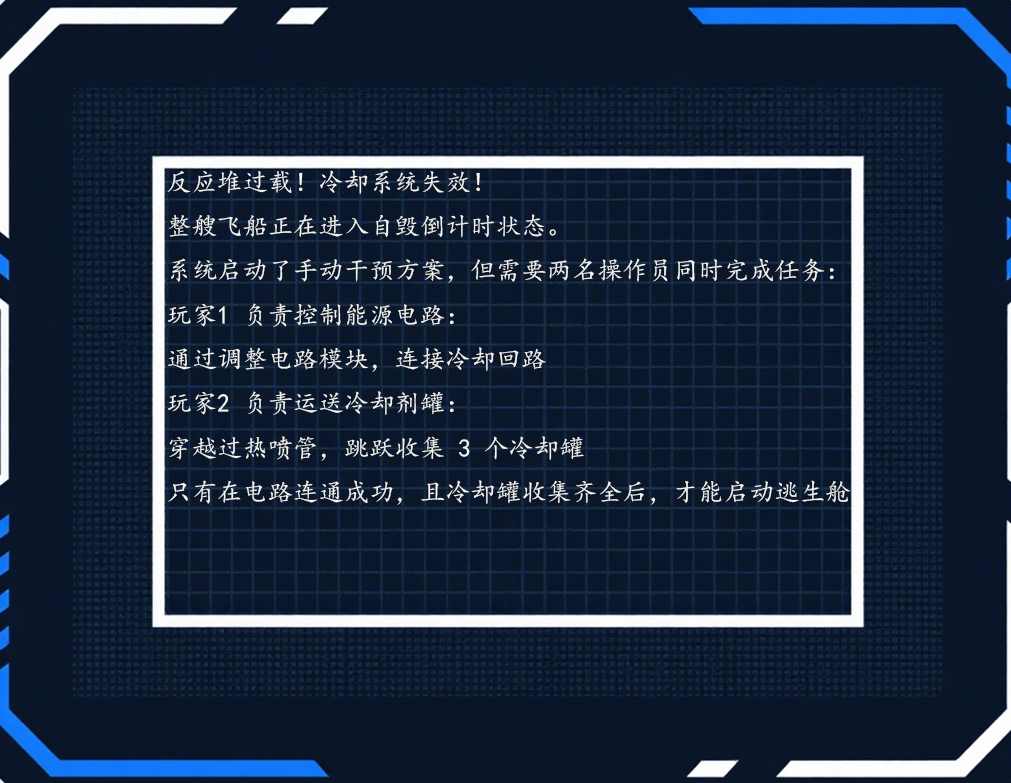 反应堆过载！冷却系统失效！
整艘飞船正在进入自毁倒计时状态。
系统启动了手动干预方案，但需要两名操作员同时完成任务：
玩家1 负责控制能源电路：
通过调整电路模块，连接冷却回路
玩家2 负责运送冷却剂罐：
穿越过热喷管，跳跃收集 3 个冷却罐
只有在电路连通成功，且冷却罐收集齐全后，才能启动逃生舱